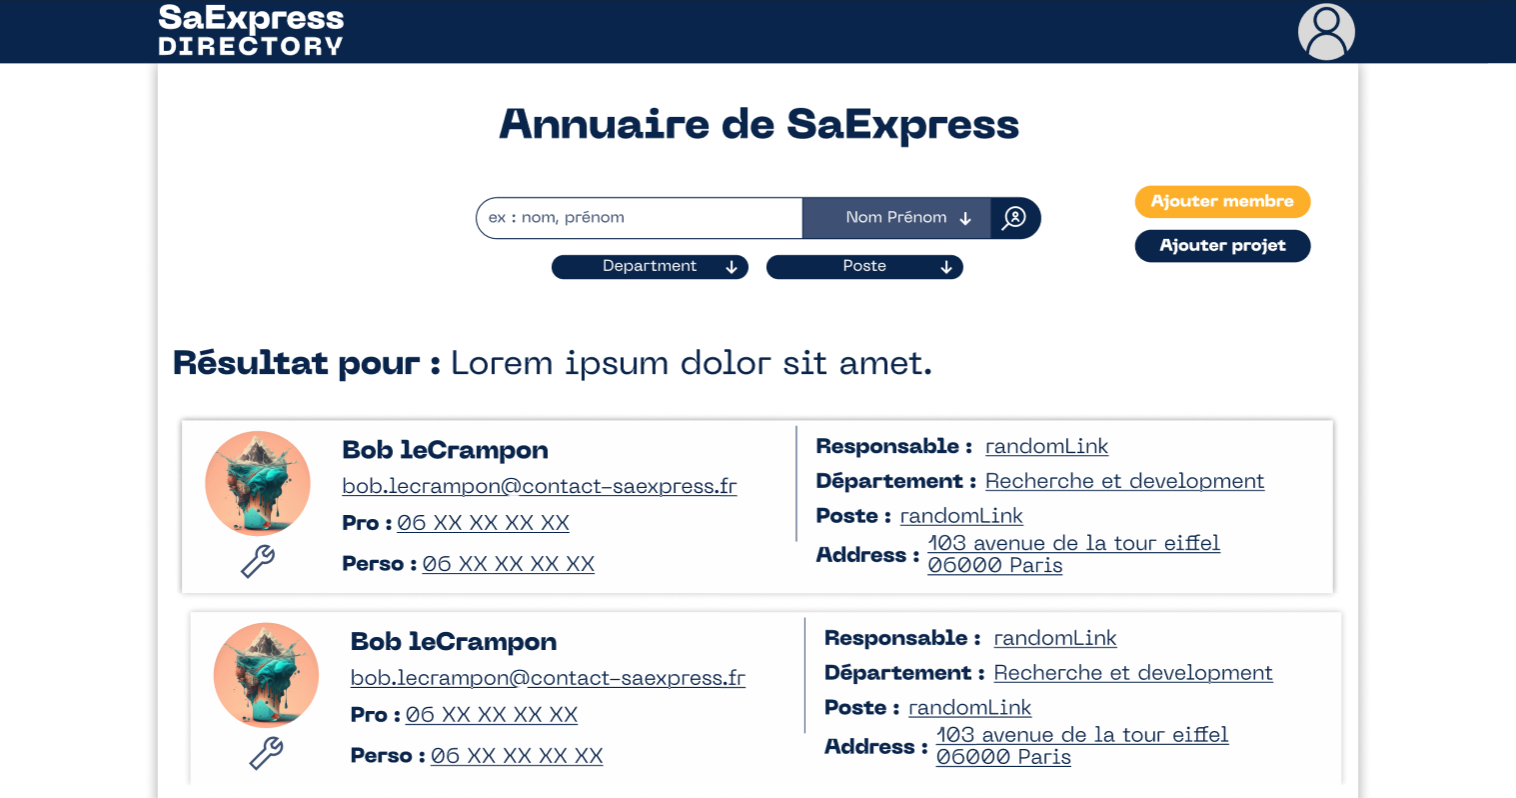 SaExpress
DIRECTORY
Annuaire de SaExpress
ex : nom, prénom
Nom Prénom
Ajouter membre
Ajouter projet
Department
Poste
Résultat pour : Lorem ipsum dolor sit amet.
Bob leCrampon
bob.lecrampon@contact-saexpress.fr
Pro : 06 XX XX XX XX
Perso : 06 XX XX XX XX
Responsable : randomLink
Département : Recherche et development
Poste : randomLink
Address : 103 avenue de la tour eiffel
06000 Paris
Bob leCrampon
bob.lecrampon@contact-saexpress.fr
Pro : 06 XX XX XX XX
Perso : 06 XX XX XX XX
Responsable : randomLink
Département : Recherche et development
Poste : randomLink
Address : 103 avenue de la tour eiffel
06000 Paris